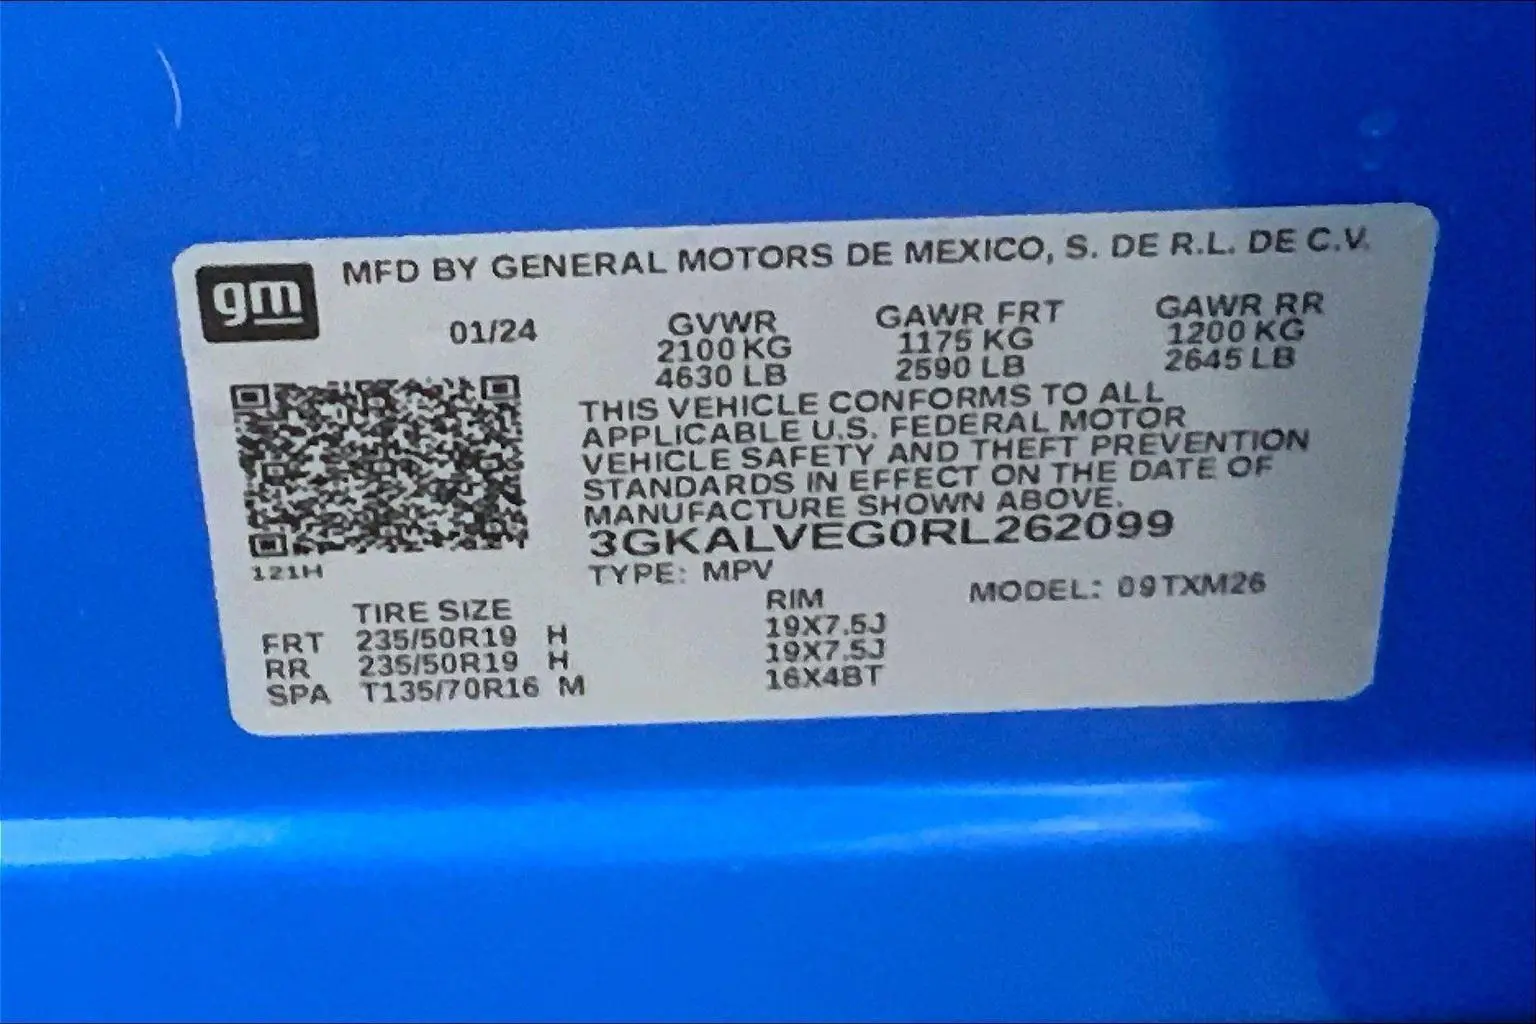 gm
MFD BY GENERAL MOTORS DE MEXICO, S. DE R.L. DE C.V.
01/24
GVWR GAWR FRT GAWR RR
2100 KG 1175 KG 1200 KG
4630 LB 2590 LB 2645 LB
THIS VEHICLE CONFORMS TO ALL
APPLICABLE U.S. FEDERAL MOTOR
VEHICLE SAFETY AND THEFT PREVENTION
STANDARDS IN EFFECT ON THE DATE OF
MANUFACTURE SHOWN ABOVE.
3GKALVEG0RL262099
121H
TYPE: MPV MODEL: 09TXM26
TIRE SIZE RIM
FRT 235/50R19 H 19X7.5J
RR 235/50R19 H 19X7.5J
SPA T135/70R16 M 16X4BT